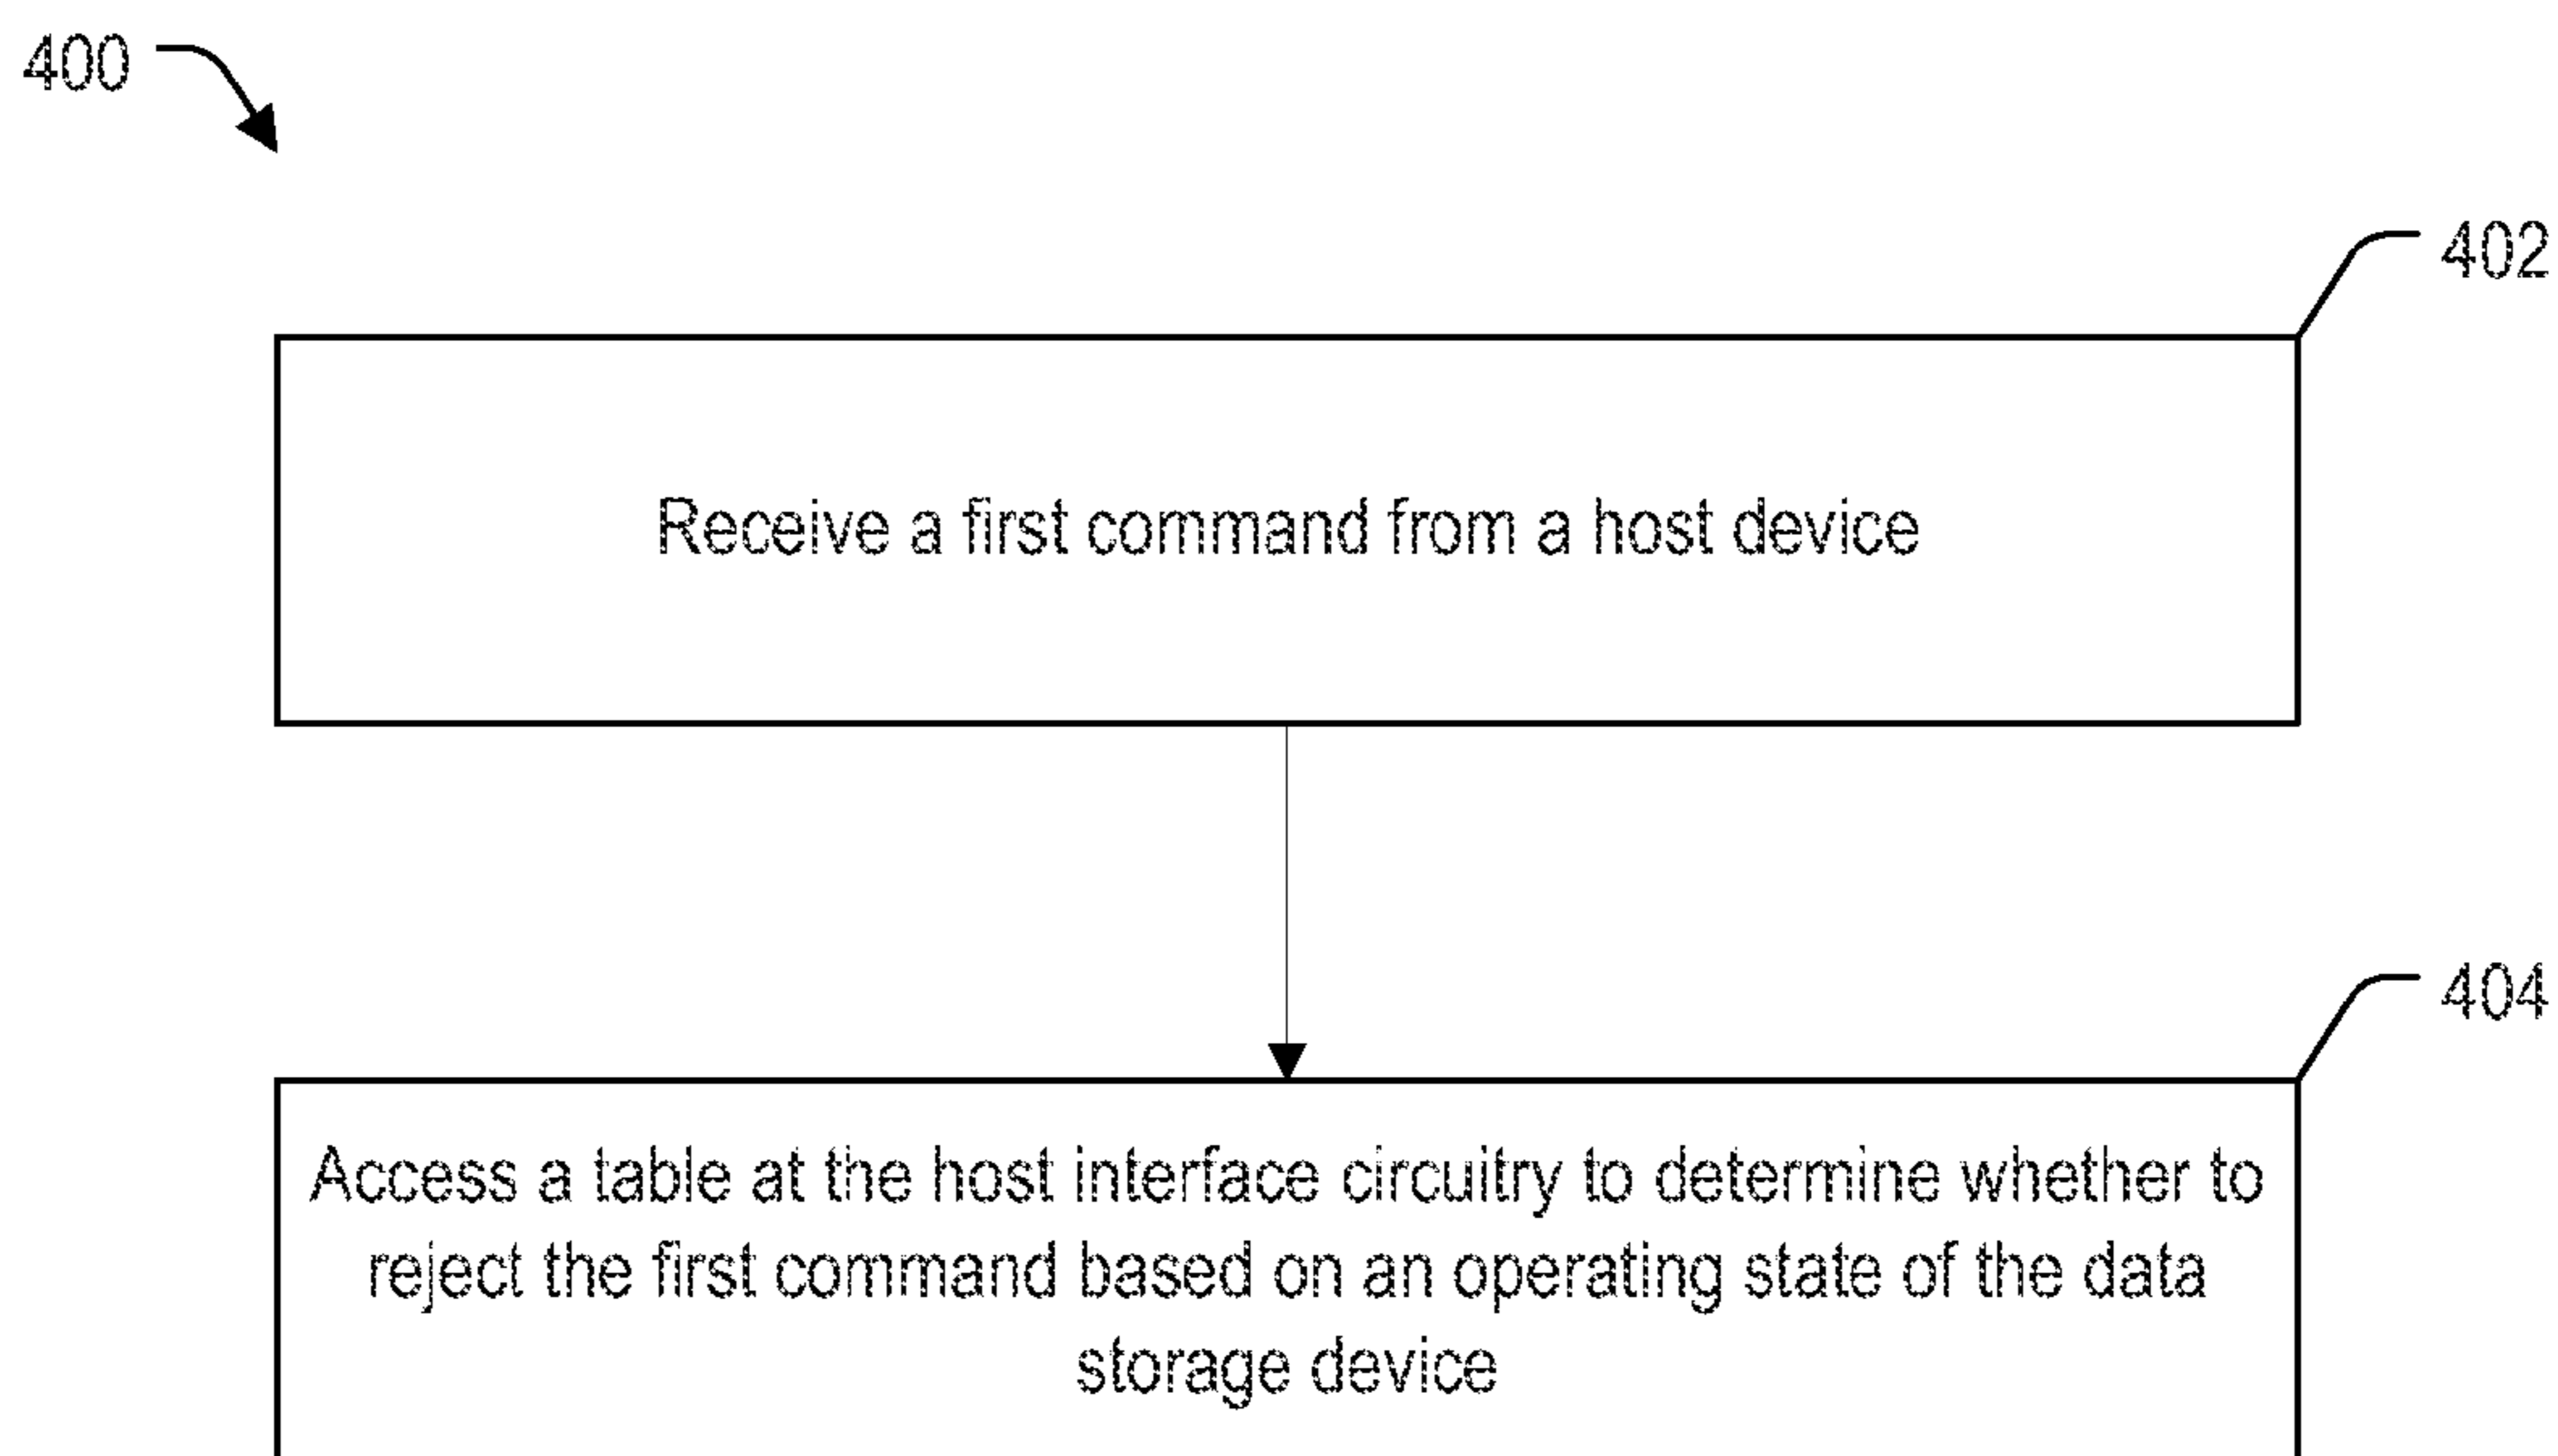 400
402
Receive a first command from a host device
404
Access a table at the host interface circuitry to determine whether to
reject the first command based on an operating state of the data
storage device